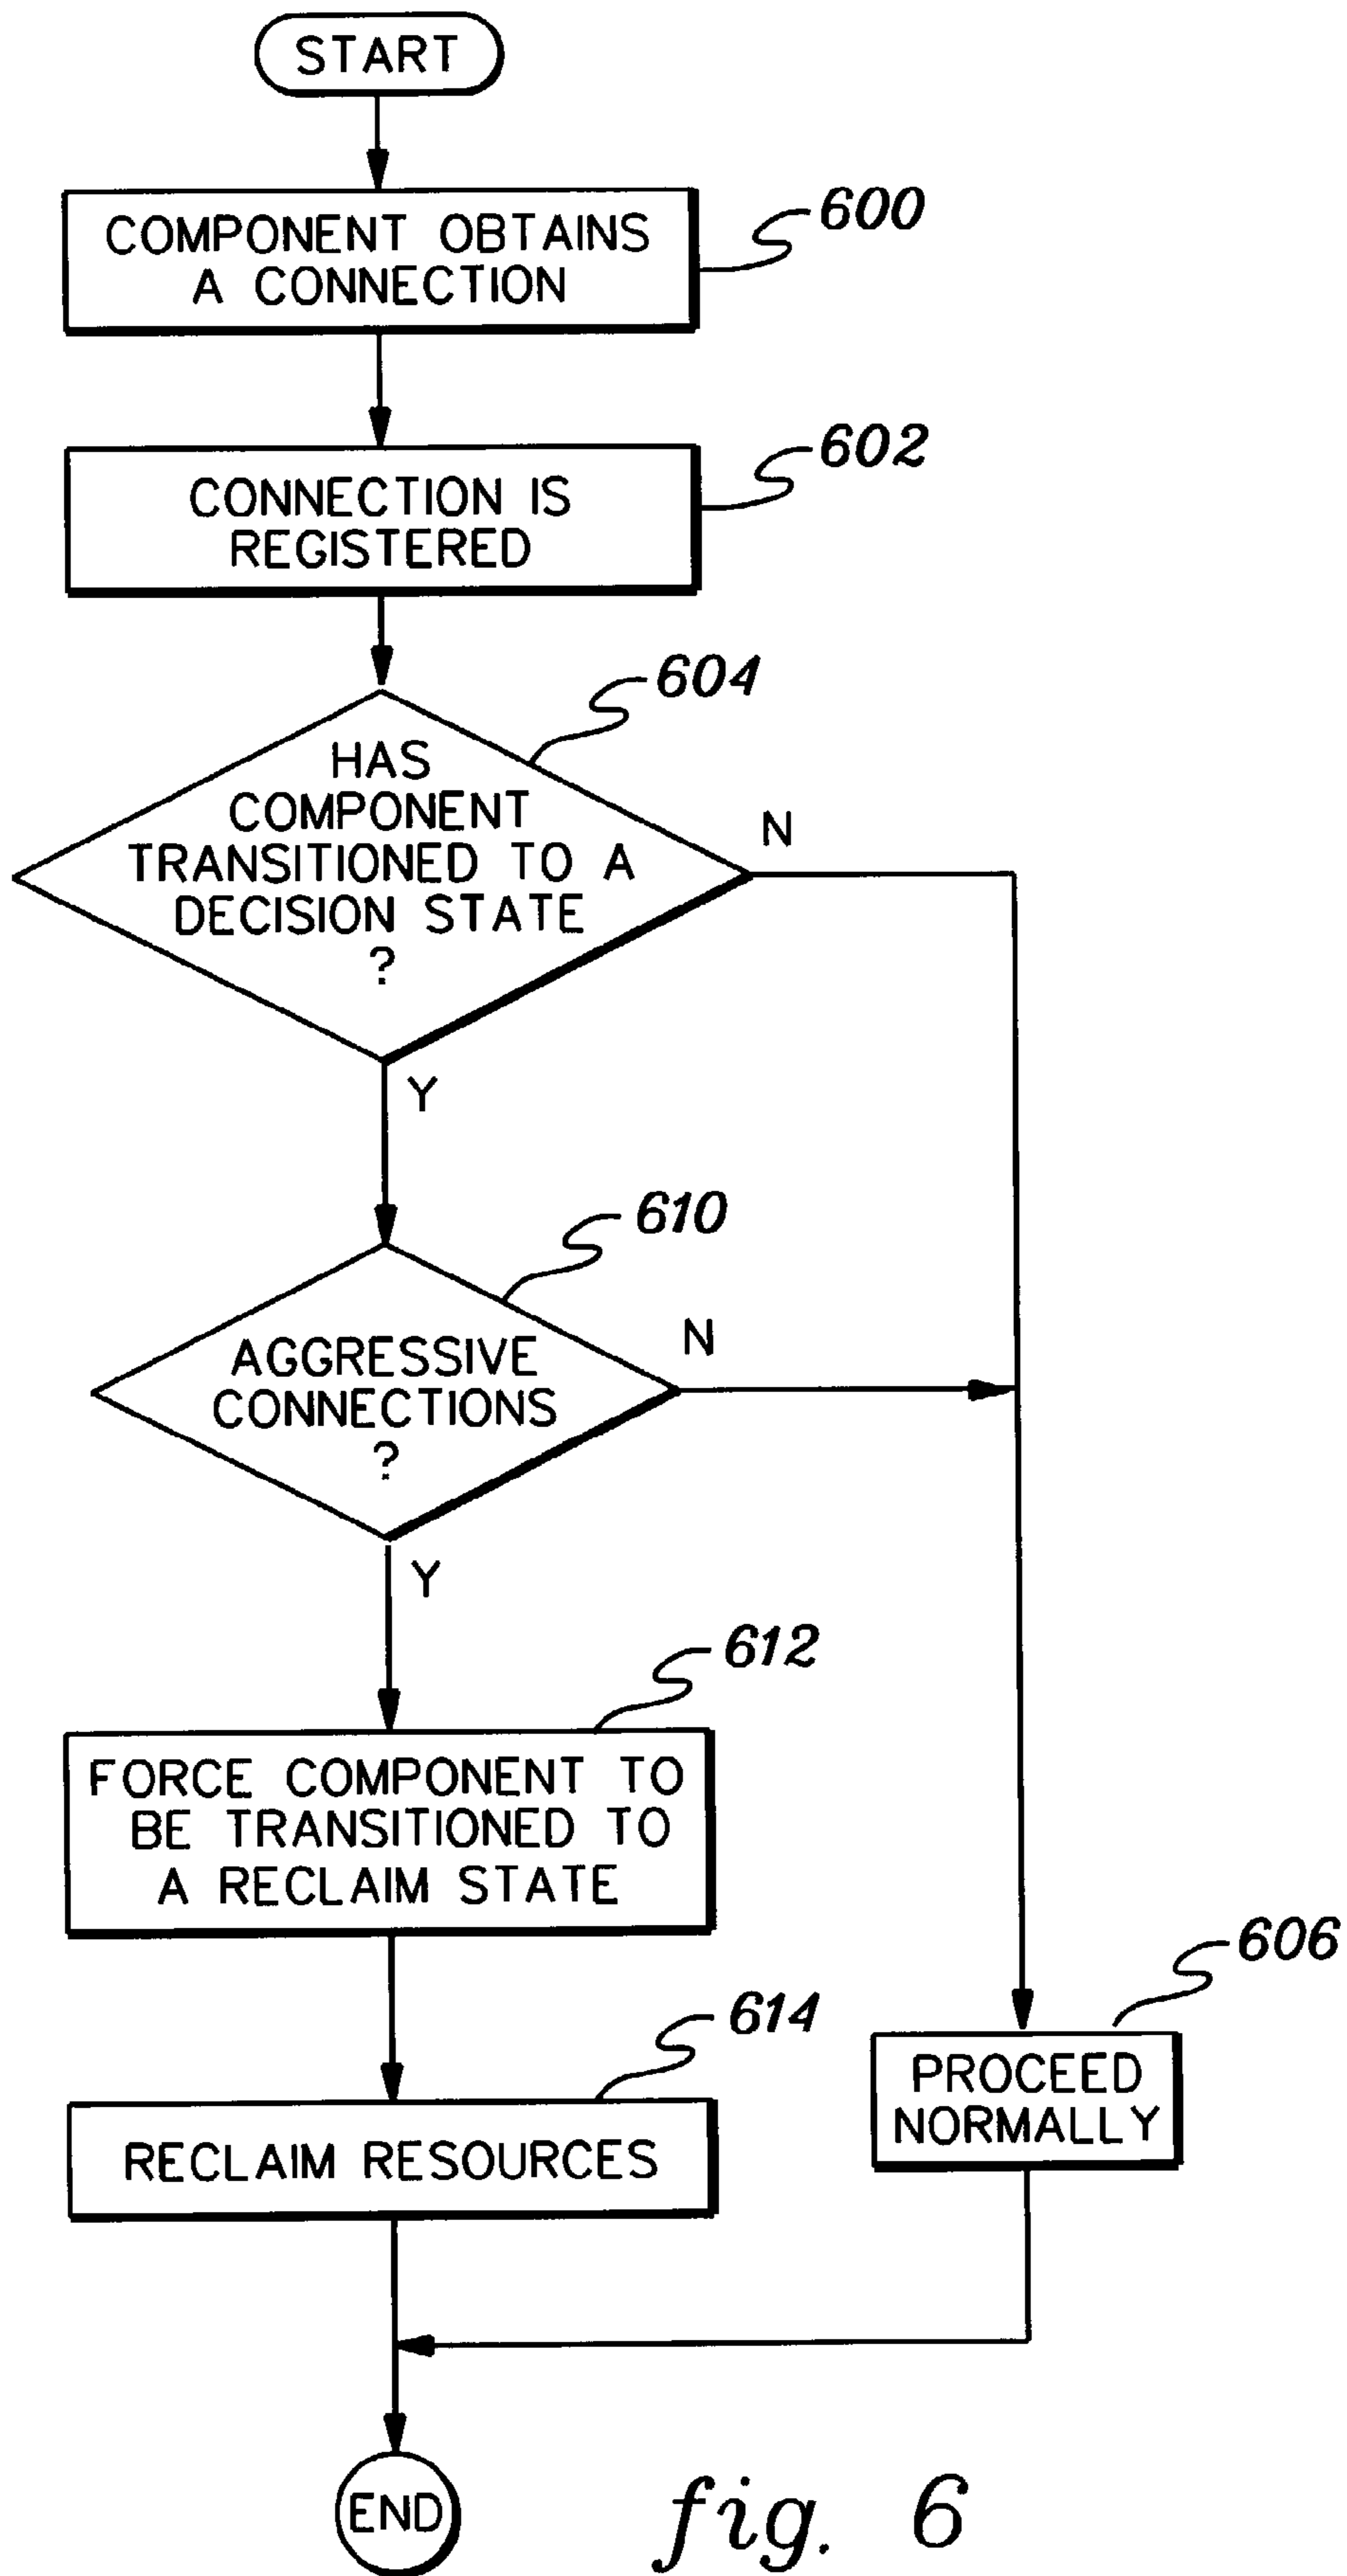 START
COMPONENT OBTAINS
A CONNECTION
600
CONNECTION IS
REGISTERED
602
604
HAS
COMPONENT
TRANSITIONED TO A
DECISION STATE
?
N
Y
610
AGGRESSIVE
CONNECTIONS
?
N
Y
612
FORCE COMPONENT TO
BE TRANSITIONED TO
A RECLAIM STATE
606
614
PROCEED
NORMALLY
RECLAIM RESOURCES
END
fig. 6